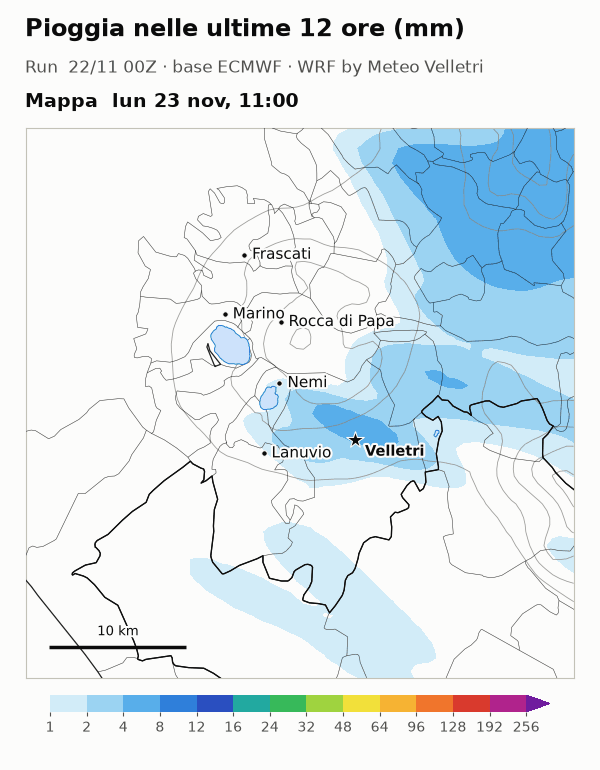 Pioggia nelle ultime 12 ore (mm)
Run  22/11 00Z · base ECMWF · WRF by Meteo Velletri
Mappa  lun 23 nov, 11:00
Frascati
Marino
Rocca di Papa
Nemi
Velletri
Lanuvio
10 km
1 2 4 8 12 16 24 32 40 48 64 96 128 192 256